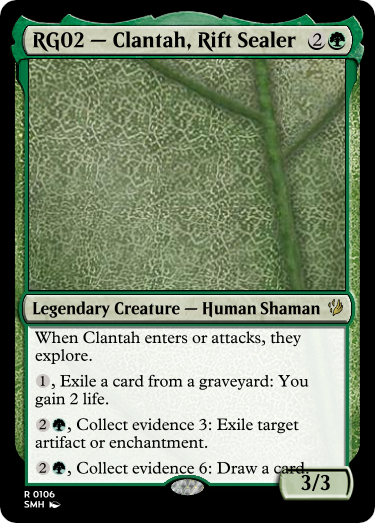 RG02 — Clantah, Rift Sealer 2
Legendary Creature — Human Shaman
When Clantah enters or attacks, they
explore.
1, Exile a card from a graveyard: You
gain 2 life.
2, Collect evidence 3: Exile target
artifact or enchantment.
2, Collect evidence 6: Draw a card.
3/3
R 0106
SMH